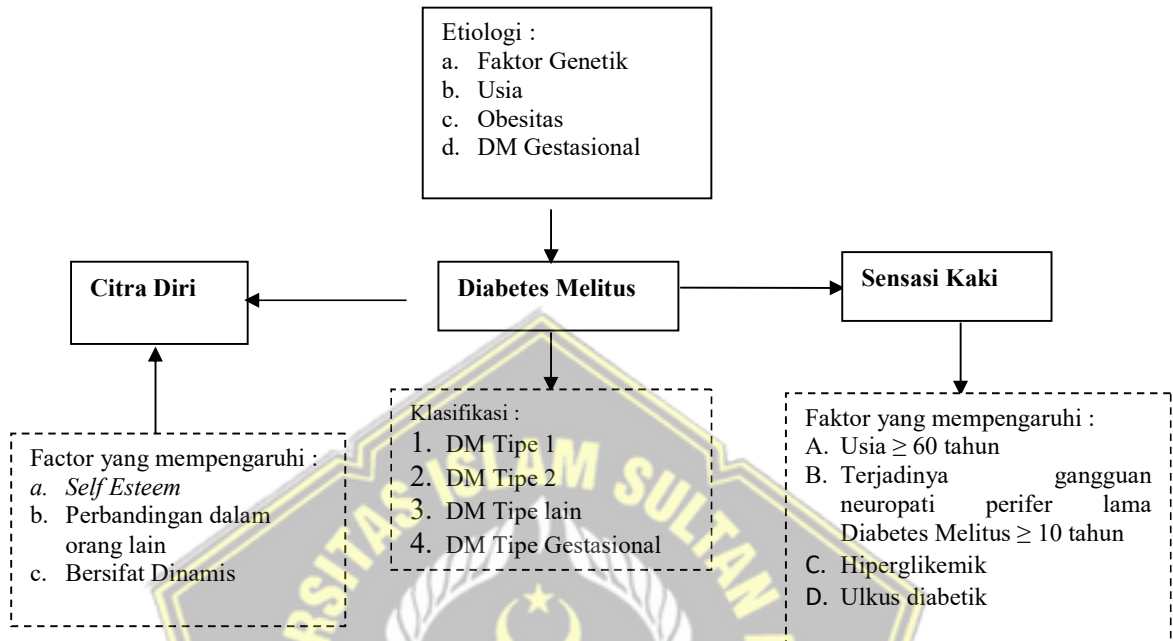 Etiologi :
a. Faktor Genetik
b. Usia
c. Obesitas
d. DM Gestasional
Citra Diri
Diabetes Melitus
Sensasi Kaki
Factor yang mempengaruhi :
a. Self Esteem
b. Perbandingan dalam
orang lain
c. Bersifat Dinamis
Klasifikasi :
1. DM Tipe 1
2. DM Tipe 2
3. DM Tipe lain
4. DM Tipe Gestasional
Faktor yang mempengaruhi :
A. Usia ≥ 60 tahun
B. Terjadinya gangguan
neuropati perifer lama
Diabetes Melitus ≥ 10 tahun
C. Hiperglikemik
D. Ulkus diabetik
ISLAM SULTAN